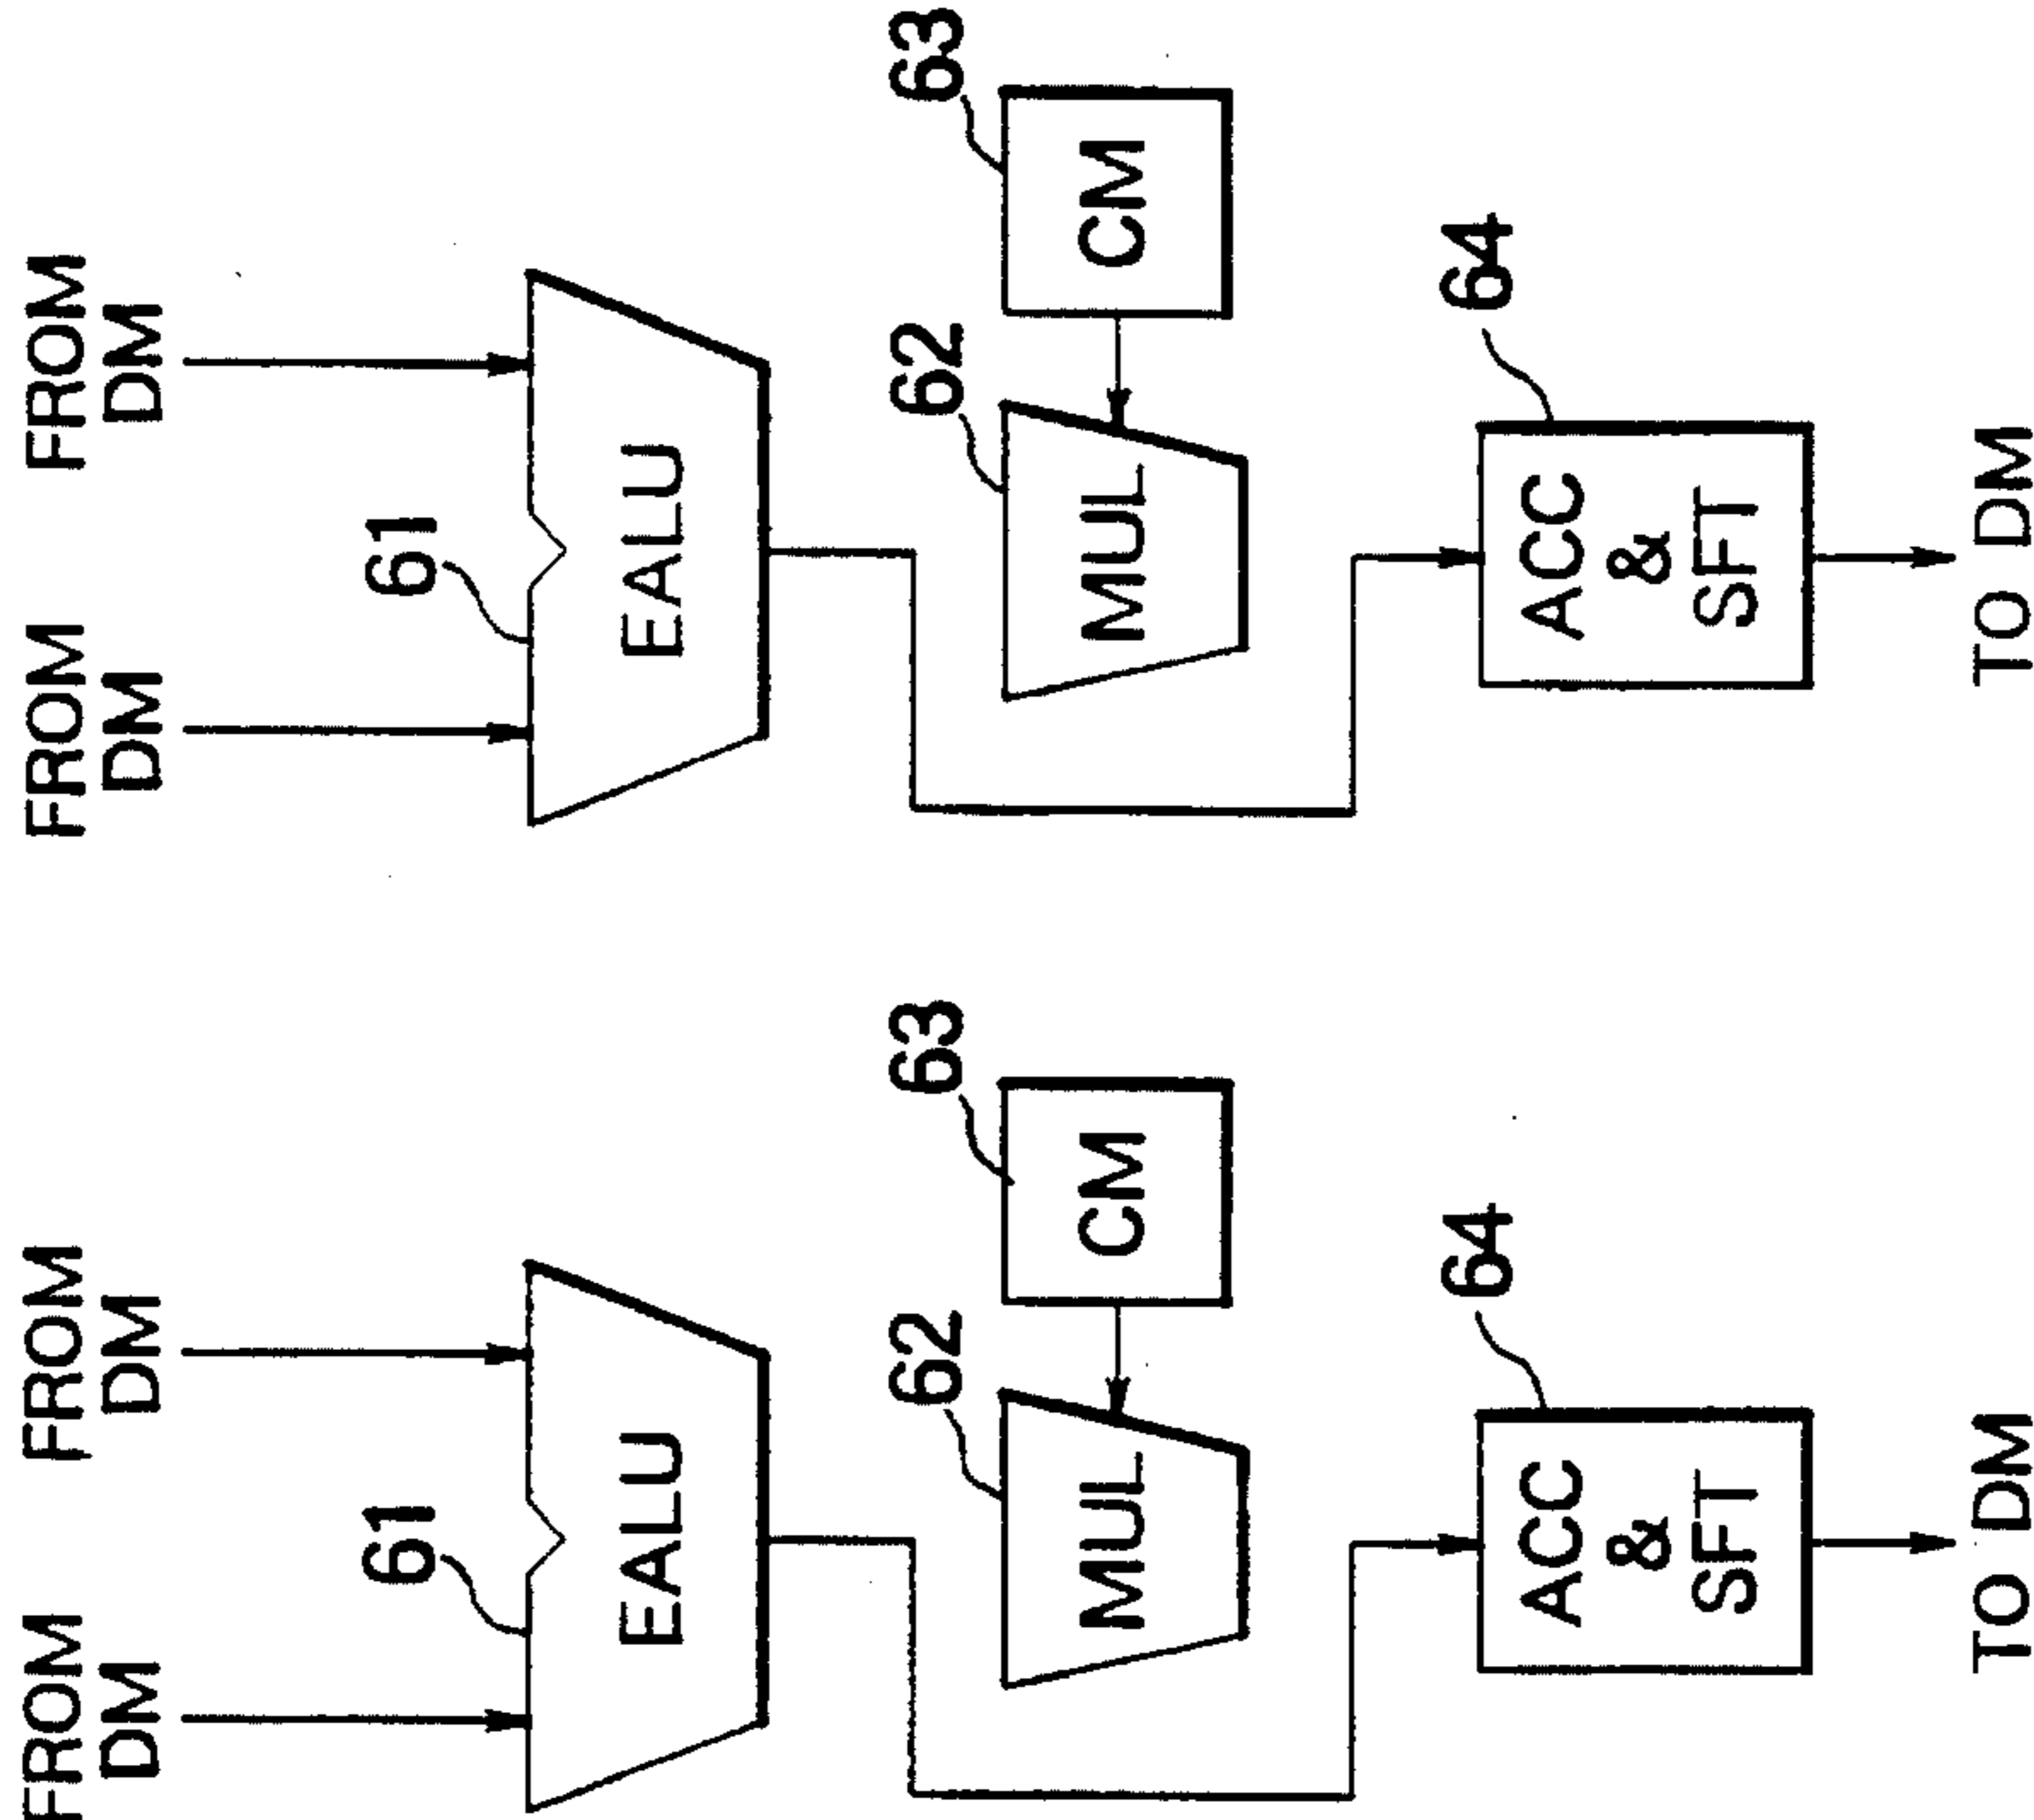 FROM
DM
FROM
DM
FROM
DM
FROM
DM
61
61
EALU
EALU
62
63
62
63
MUL
CM
MUL
CM
64
64
ACC
&
SFT
ACC
&
SFT
TO DM
TO DM